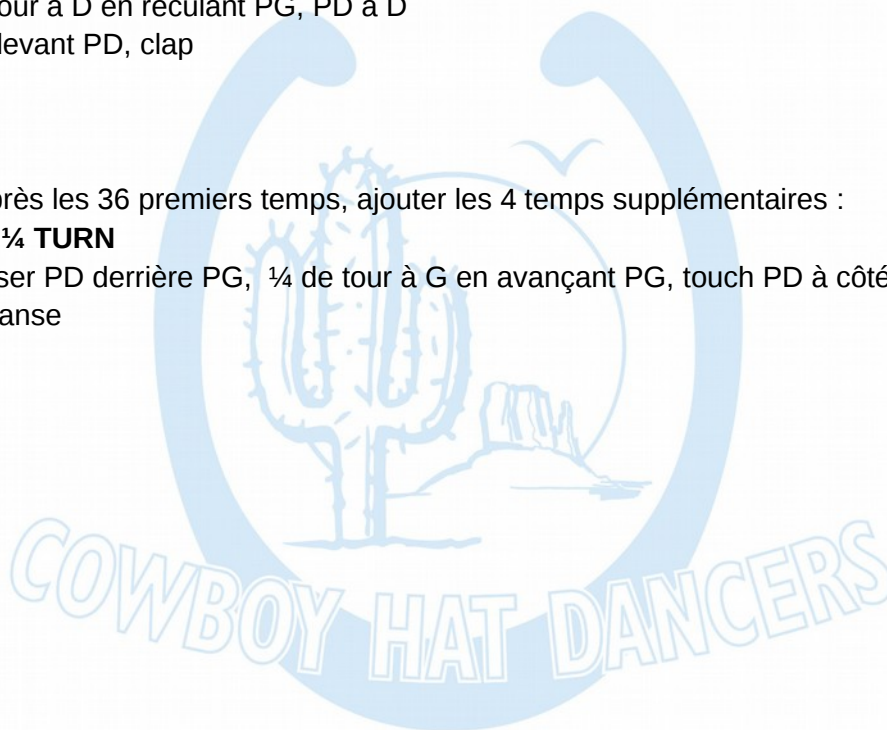 our à D en reculant PG, PD à D
devant PD, clap
près les 36 premiers temps, ajouter les 4 temps supplémentaires :
¼ TURN
ser PD derrière PG, ¼ de tour à G en avançant PG, touch PD à côté
anse
COWBOY HAT DANCERS